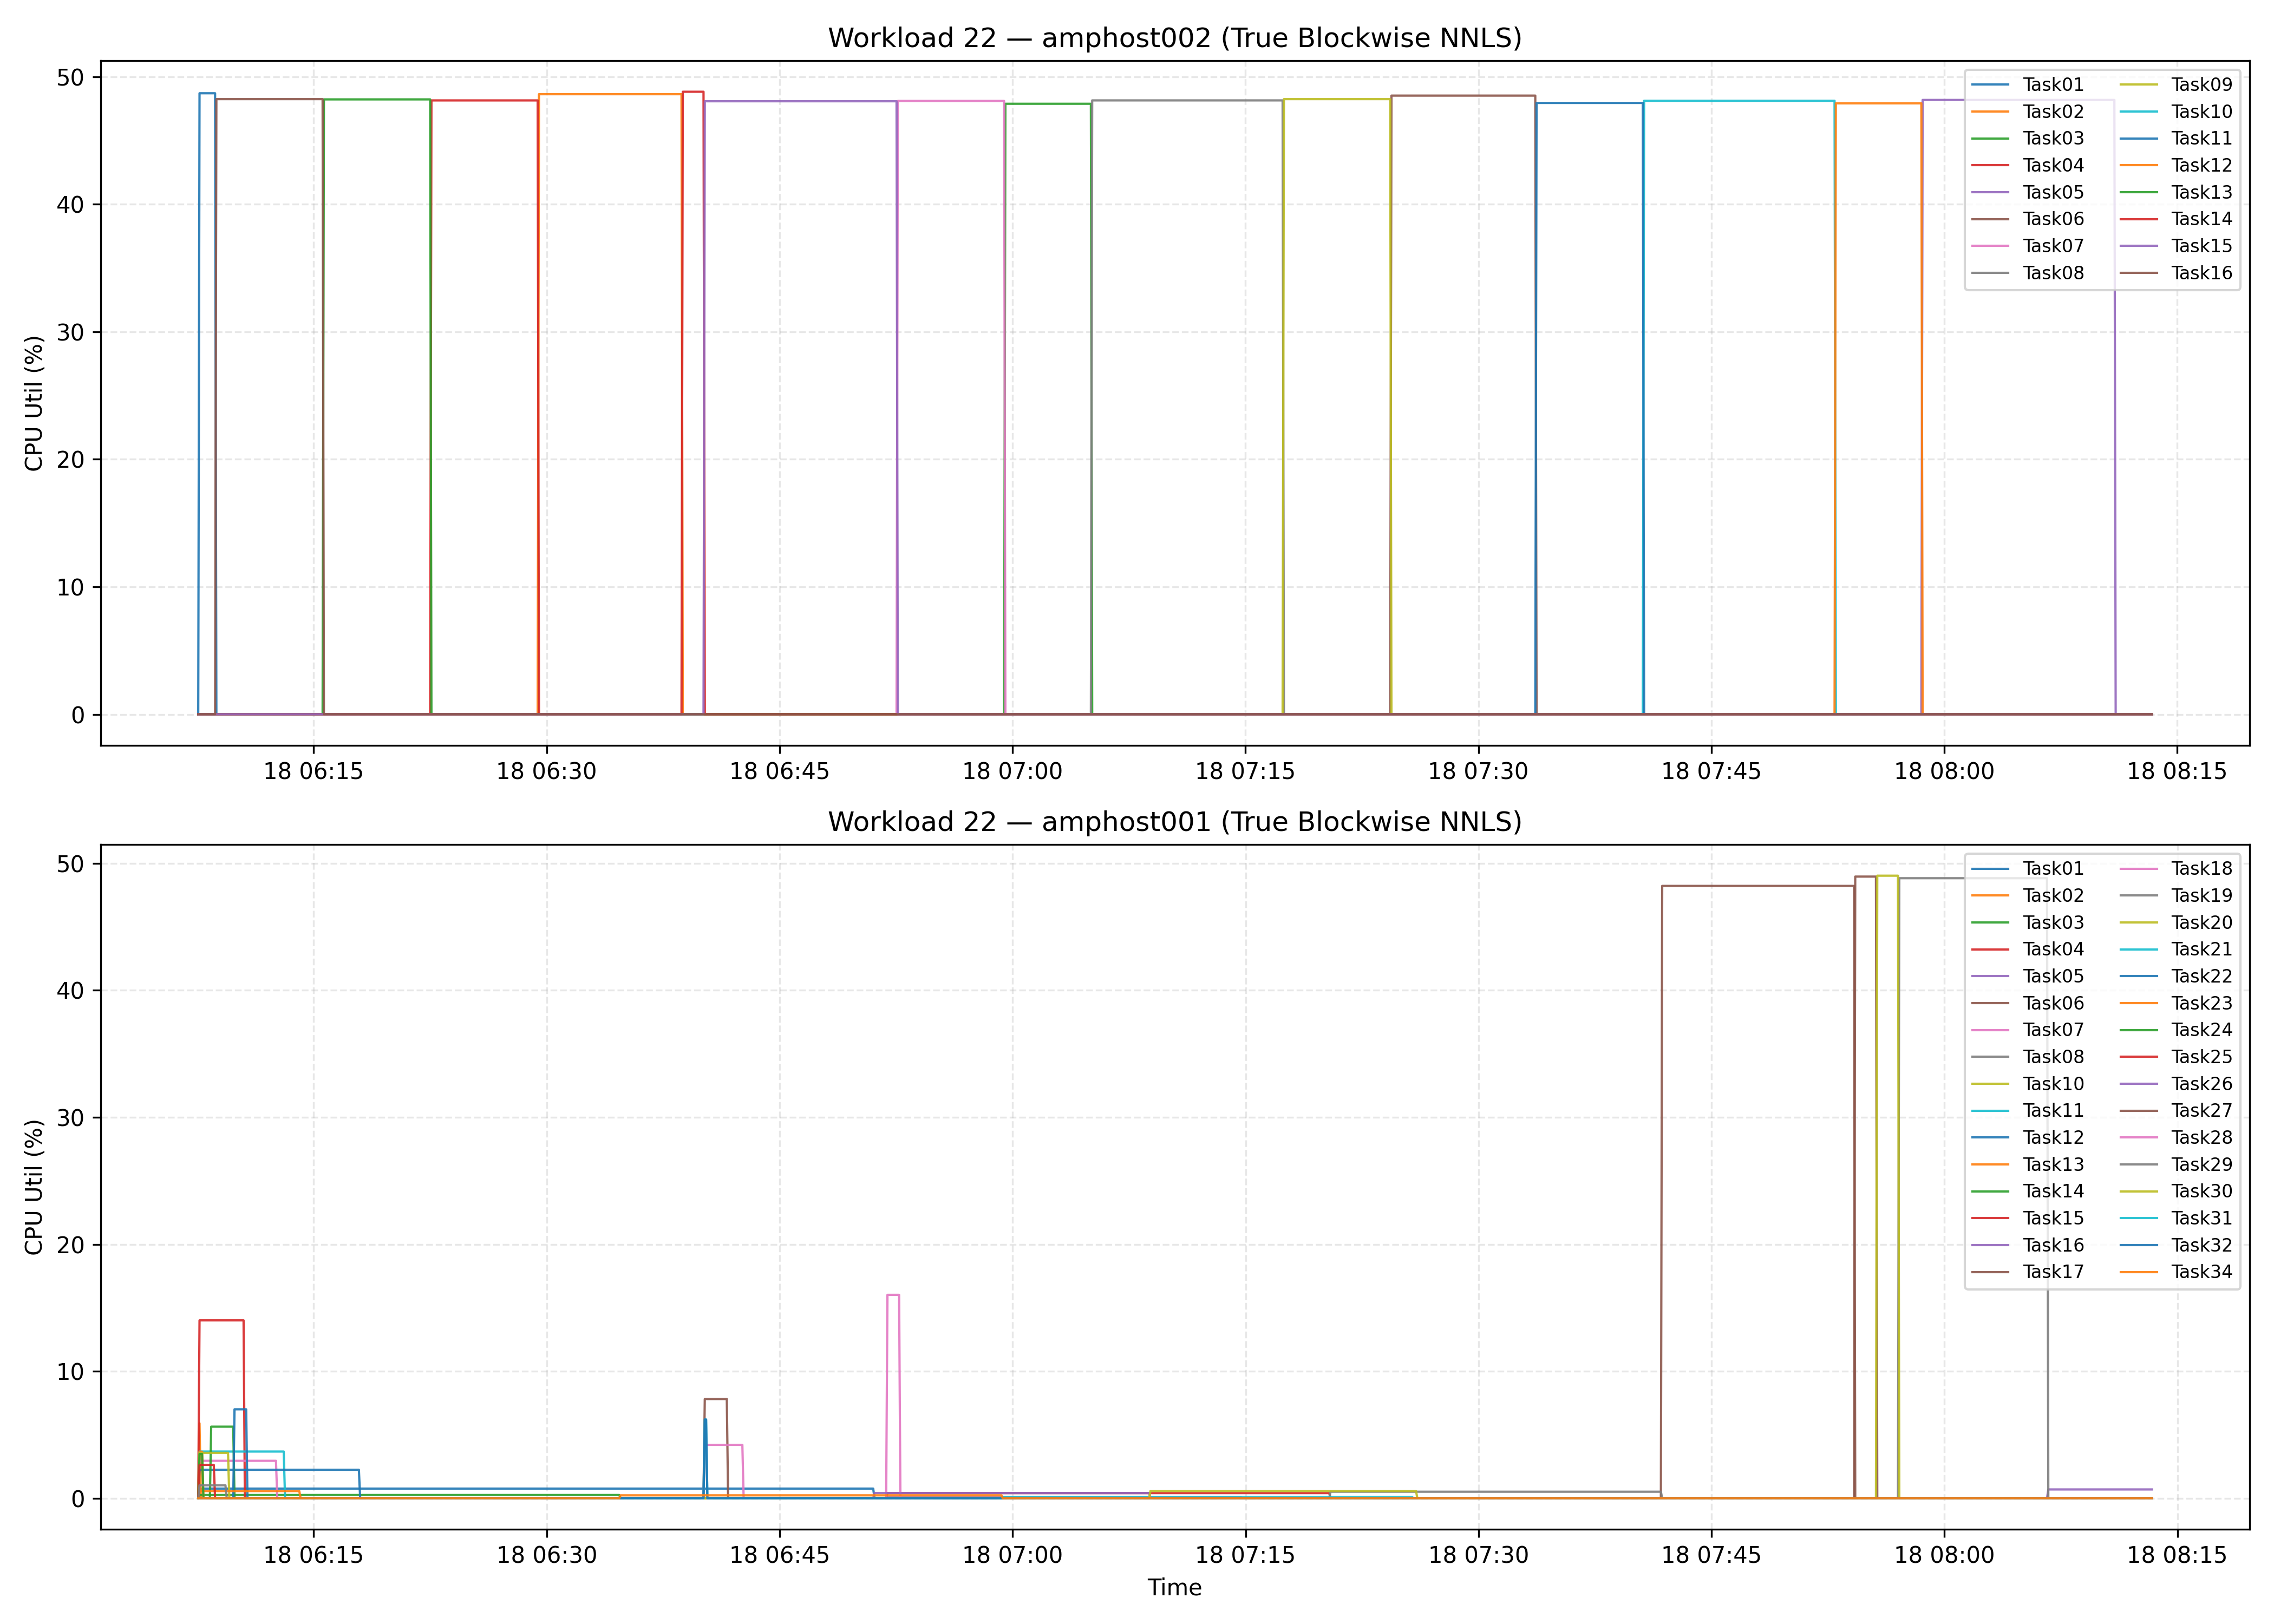 Workload 22 — amphost002 (True Blockwise NNLS)
CPU Util (%)
50
40
30
20
10
0
Task01 Task09
Task02 Task10
Task03 Task11
Task04 Task12
Task05 Task13
Task06 Task14
Task07 Task15
Task08 Task16
18 06:15 18 06:30 18 06:45 18 07:00 18 07:15 18 07:30 18 07:45 18 08:00 18 08:15
Workload 22 — amphost001 (True Blockwise NNLS)
CPU Util (%)
50
40
30
20
10
0
Task01 Task18
Task02 Task19
Task03 Task20
Task04 Task21
Task05 Task22
Task06 Task23
Task07 Task24
Task08 Task25
Task10 Task26
Task11 Task27
Task12 Task28
Task13 Task29
Task14 Task30
Task15 Task31
Task16 Task32
Task17 Task34
18 06:15 18 06:30 18 06:45 18 07:00 18 07:15 18 07:30 18 07:45 18 08:00 18 08:15
Time